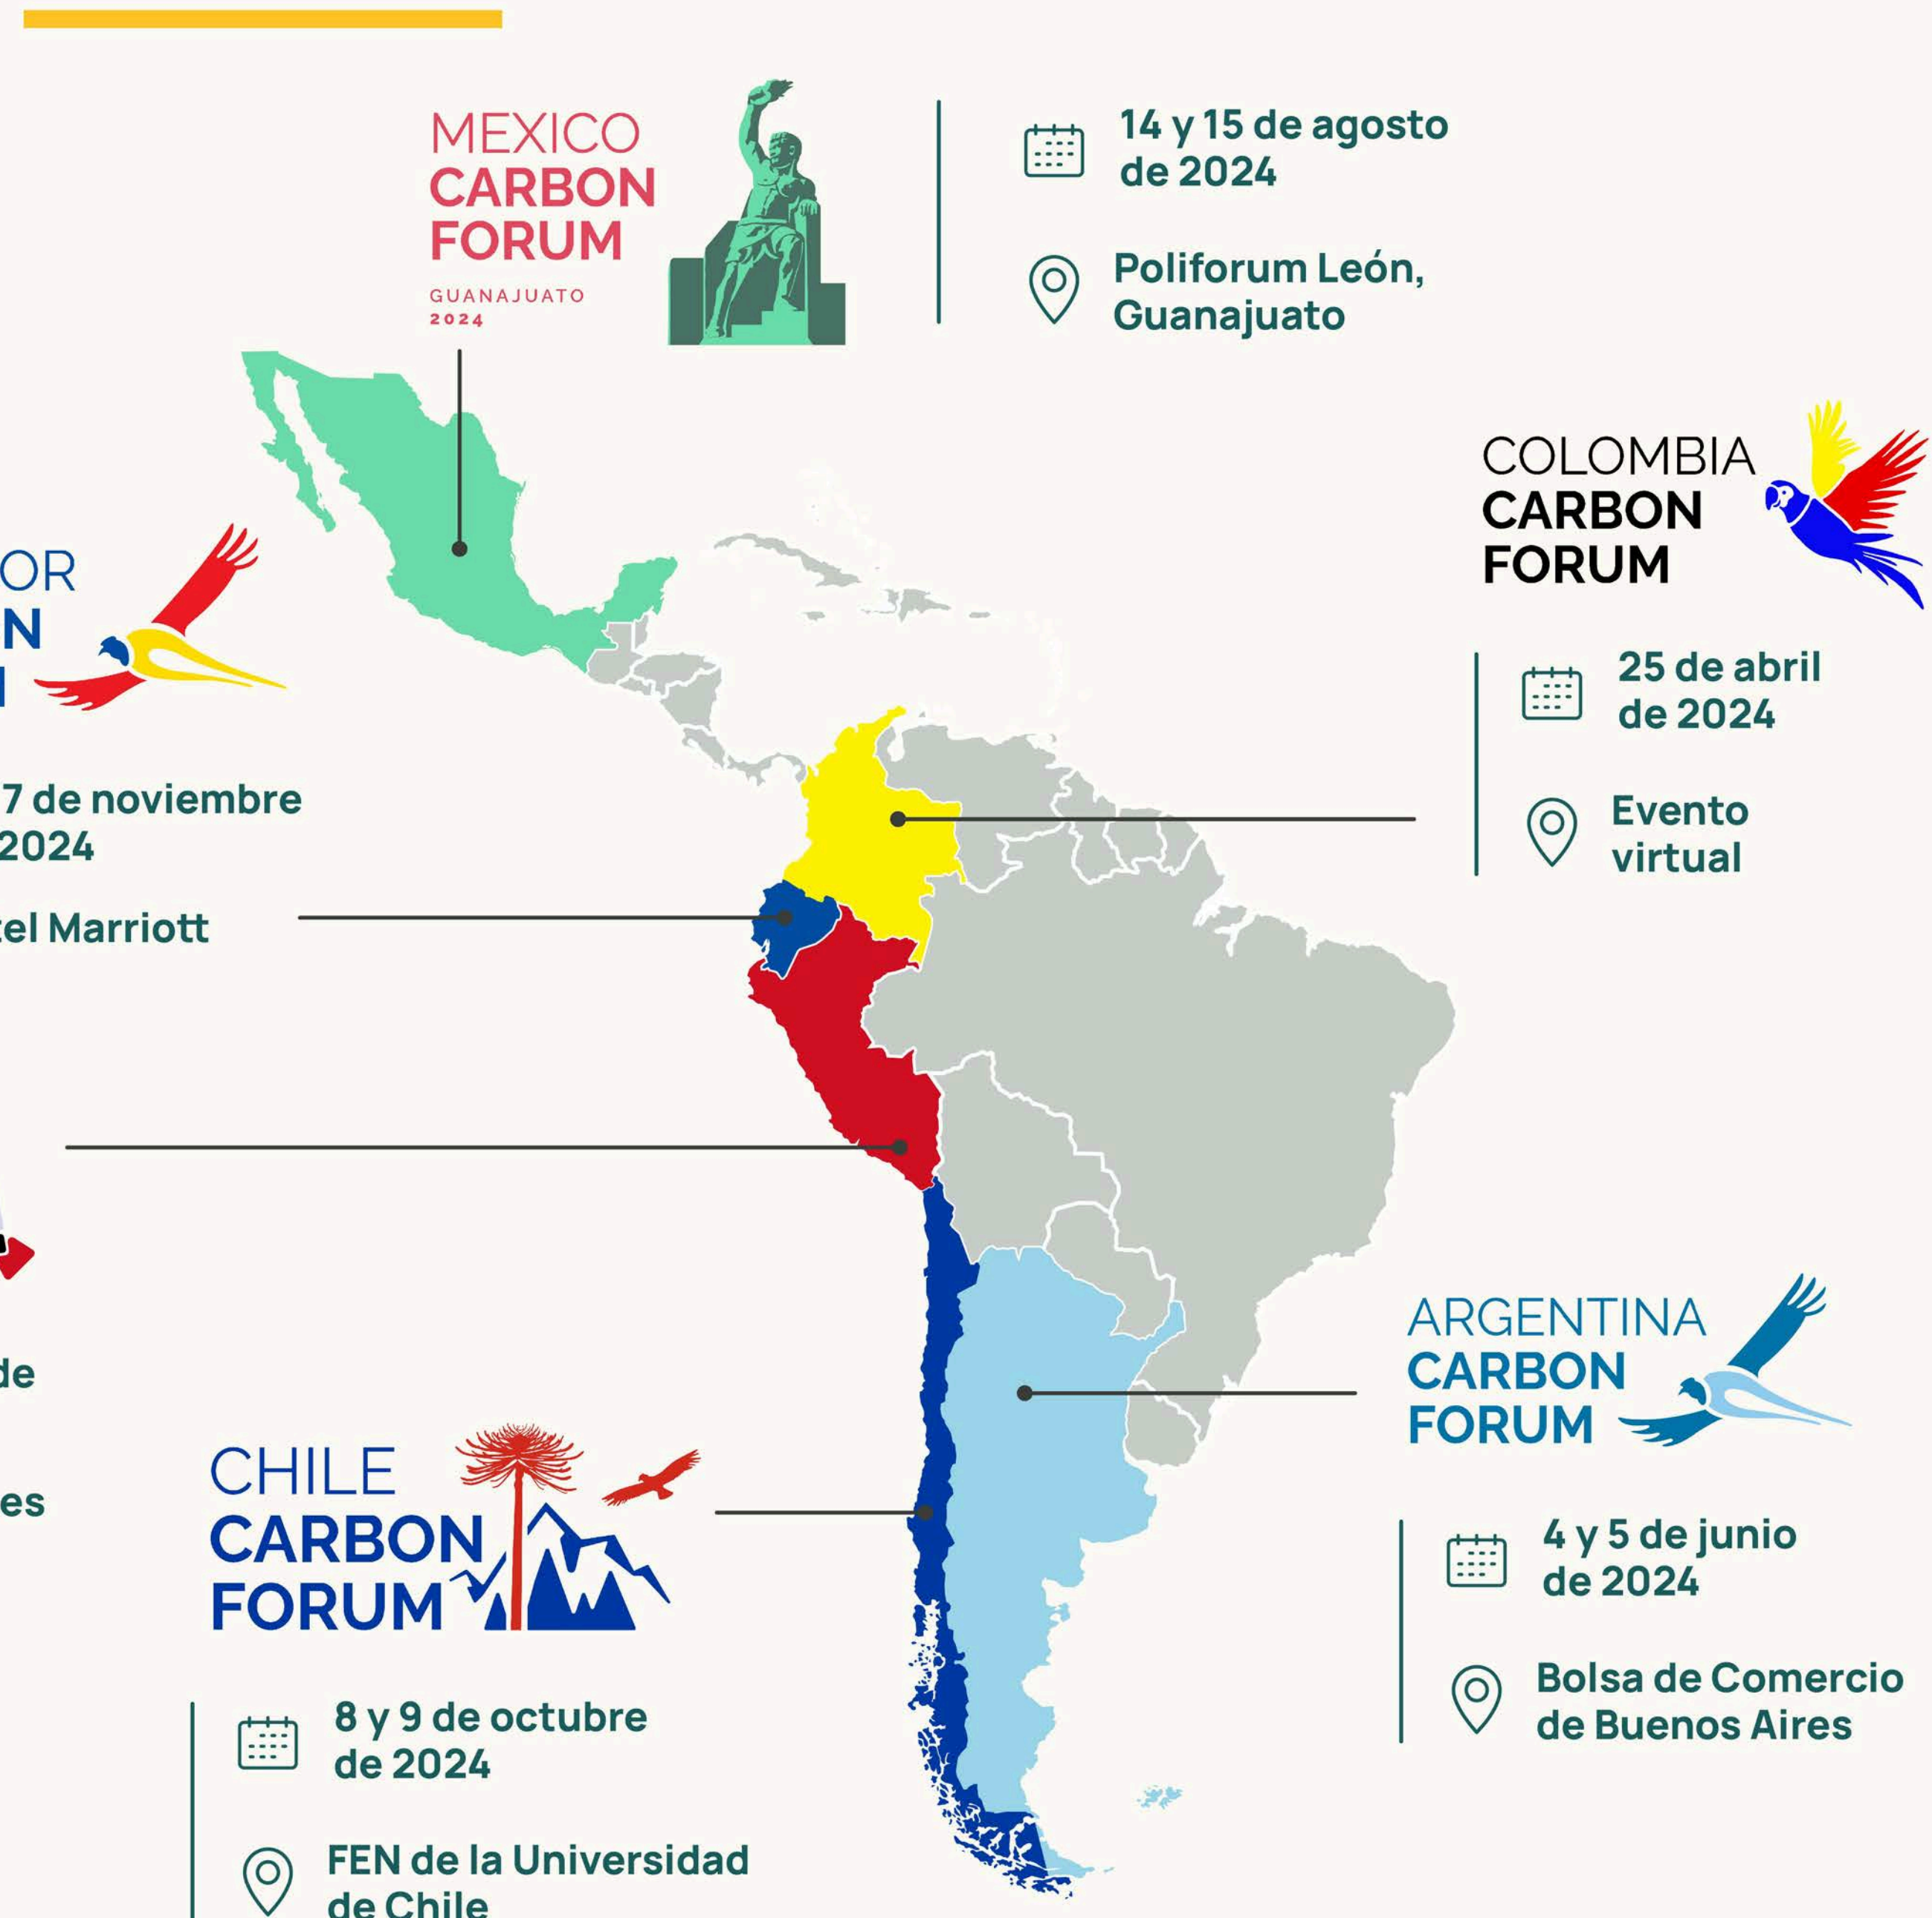 MEXICO
CARBON
FORUM
GUANAJUATO
2024
14 y 15 de agosto
de 2024
Poliforum León,
Guanajuato
COLOMBIA
CARBON
FORUM
25 de abril
de 2024
Evento
virtual
OR
N
7 de noviembre
2024
el Marriott
de
es
CHILE
CARBON
FORUM
8 y 9 de octubre
de 2024
FEN de la Universidad
de Chile
ARGENTINA
CARBON
FORUM
4 y 5 de junio
de 2024
Bolsa de Comercio
de Buenos Aires